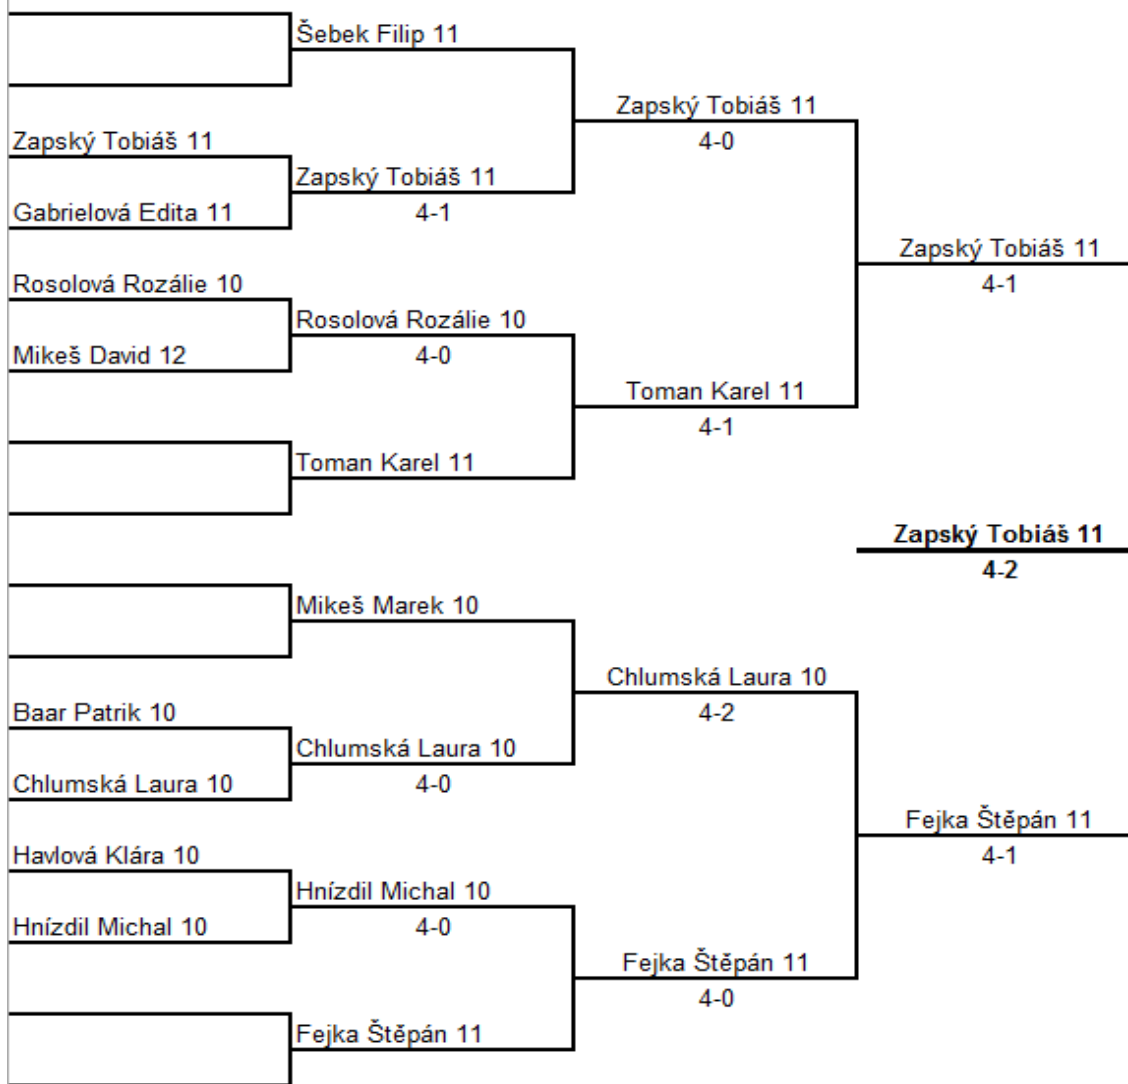 Šebek Filip 11
Zapský Tobiáš 11
4-0
Zapský Tobiáš 11
Zapský Tobiáš 11
4-1
Gabrielová Edita 11
Zapský Tobiáš 11
4-1
Rosolová Rozálie 10
Rosolová Rozálie 10
4-0
Mikeš David 12
Toman Karel 11
4-1
Toman Karel 11
Zapský Tobiáš 11
4-2
Mikeš Marek 10
Chlumská Laura 10
4-2
Baar Patrik 10
Chlumská Laura 10
4-0
Chlumská Laura 10
Fejka Štěpán 11
4-1
Havlová Klára 10
Hnízdil Michal 10
4-0
Hnízdil Michal 10
Fejka Štěpán 11
4-0
Fejka Štěpán 11